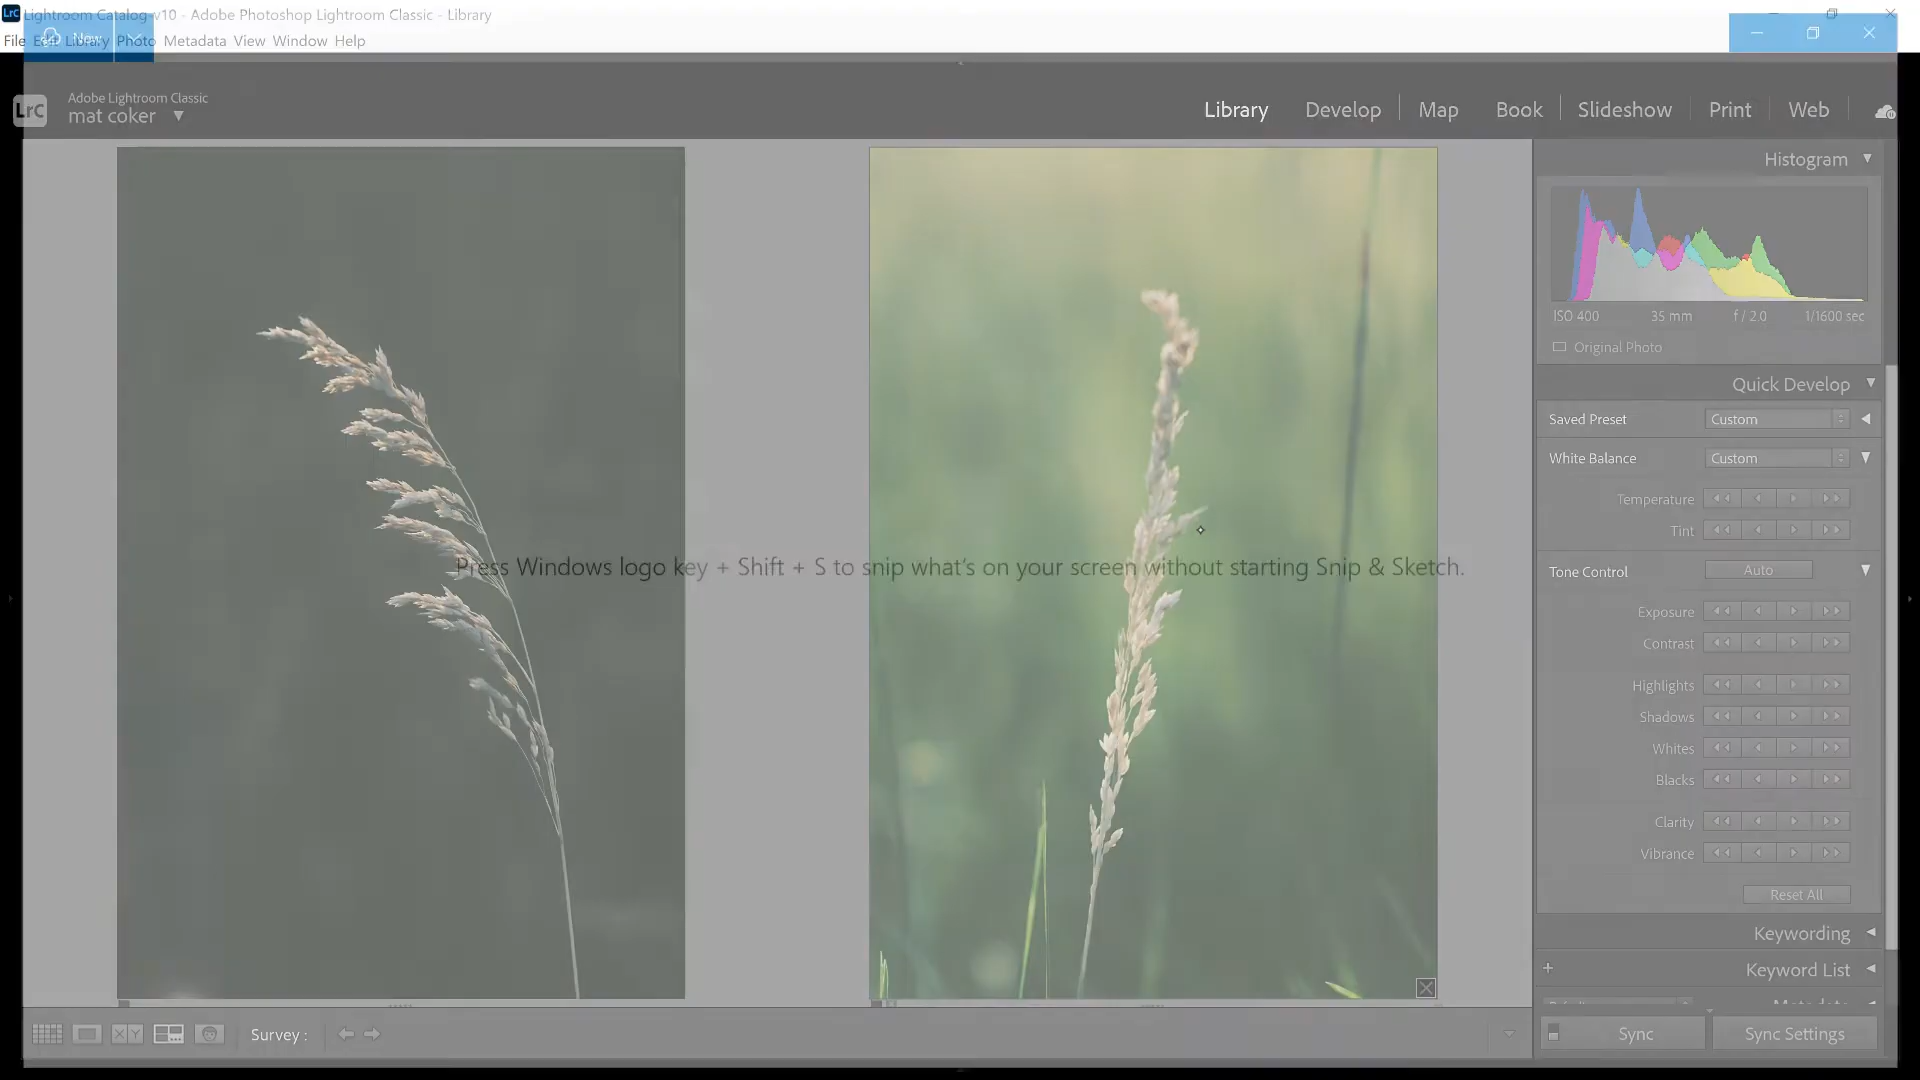 Lightroom Catalog-v10 - Adobe Photoshop Lightroom Classic - Library
File Edit Library Photo Metadata View Window Help
New
LrC
Adobe Lightroom Classic
mat coker
Library Develop Map Book Slideshow Print Web
Histogram
ISO 400 35 mm f / 2.0 1/1600 sec
Original Photo
Quick Develop
Saved Preset Custom
White Balance Custom
Temperature
Tint
Press Windows logo key + Shift + S to snip what's on your screen without starting Snip & Sketch.
Tone Control Auto
Exposure
Contrast
Highlights
Shadows
Whites
Blacks
Clarity
Vibrance
Reset All
Keywording
Keyword List
XY
Survey :
Sync Sync Settings